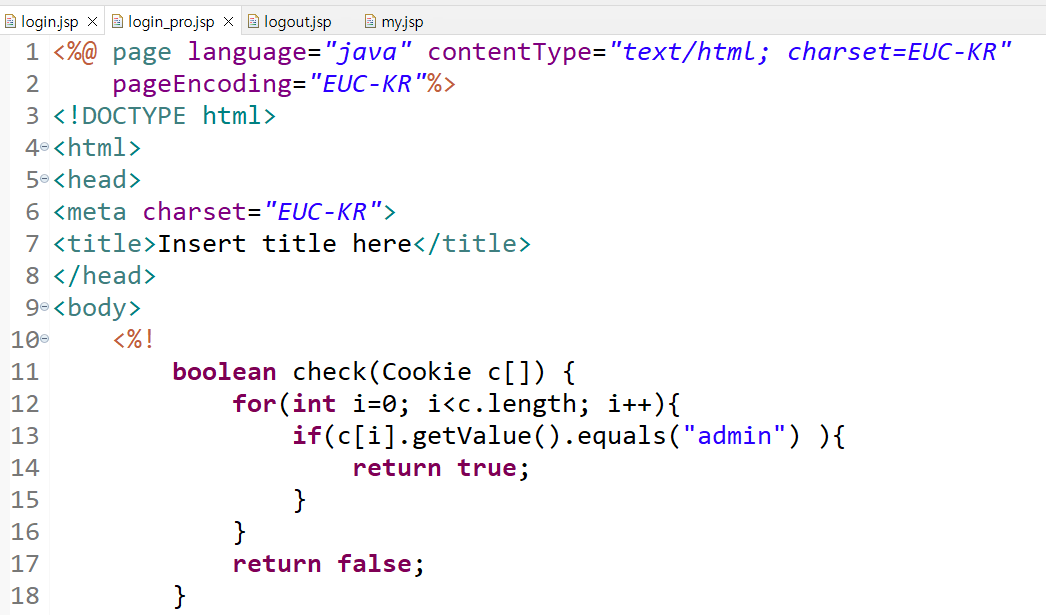 login.jsp login_pro.jsp logout.jsp my.jsp
1 <%@ page language="java" contentType="text/html; charset=EUC-KR"
2     pageEncoding="EUC-KR"%>
3 <!DOCTYPE html>
4 <html>
5 <head>
6 <meta charset="EUC-KR">
7 <title>Insert title here</title>
8 </head>
9 <body>
10     <%!
11         boolean check(Cookie c[]) {
12             for(int i=0; i<c.length; i++){
13                 if(c[i].getValue().equals("admin") ){
14                     return true;
15                 }
16             }
17             return false;
18         }